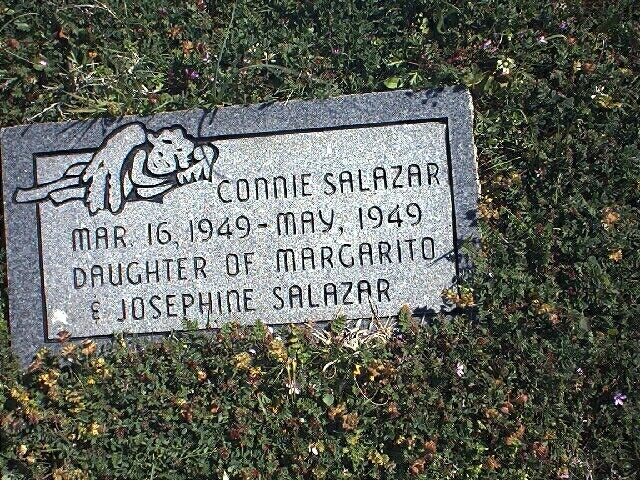 CONNIE SALAZAR
MAR. 16, 1949 - MAY, 1949
DAUGHTER OF MARGARITO
& JOSEPHINE SALAZAR